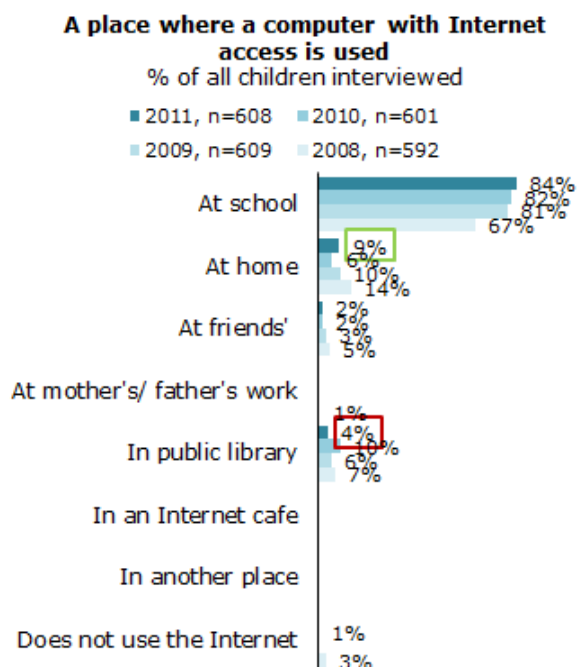 A place where a computer with Internet
access is used
% of all children interviewed
2011, n=608 2010, n=601
2009, n=609 2008, n=592
At school
84%
82%
81%
67%
At home
9%
6%
10%
14%
At friends'
2%
2%
3%
5%
At mother's/ father's work
1%
In public library
4%
10%
6%
7%
In an Internet cafe
In another place
Does not use the Internet
1%
3%